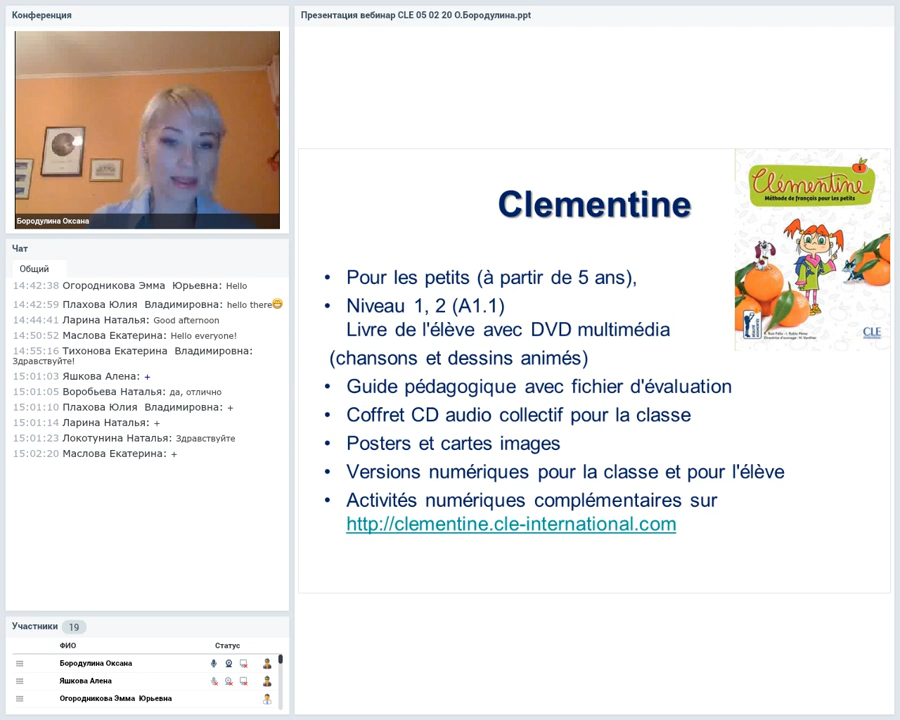 Конференция
Бородулина Оксана
Чат
Общий
14:42:38 Огородникова Эмма Юрьевна: Hello
14:42:59 Плахова Юлия Владимировна: hello there
14:44:41 Ларина Наталья: Good afternoon
14:50:52 Маслова Екатерина: Hello everyone!
14:55:16 Тихонова Екатерина Владимировна:
Здравствуйте!
15:01:03 Яшкова Алена: +
15:01:05 Воробьева Наталья: да, отлично
15:01:10 Плахова Юлия Владимировна: +
15:01:14 Ларина Наталья: +
15:01:23 Локотунина Наталья: Здравствуйте
15:02:20 Маслова Екатерина: +
Участники 19
ФИО Статус
Бородулина Оксана
Яшкова Алена
Огородникова Эмма Юрьевна
Презентация вебинар CLE 05 02 20 О.Бородулина.ppt
Clementine
• Pour les petits (à partir de 5 ans),
• Niveau 1, 2 (A1.1)
Livre de l'élève avec DVD multimédia
(chansons et dessins animés)
• Guide pédagogique avec fichier d'évaluation
• Coffret CD audio collectif pour la classe
• Posters et cartes images
• Versions numériques pour la classe et pour l'élève
• Activités numériques complémentaires sur
http://clementine.cle-international.com
1
Clémentine
Méthode de français pour les petits
CLE